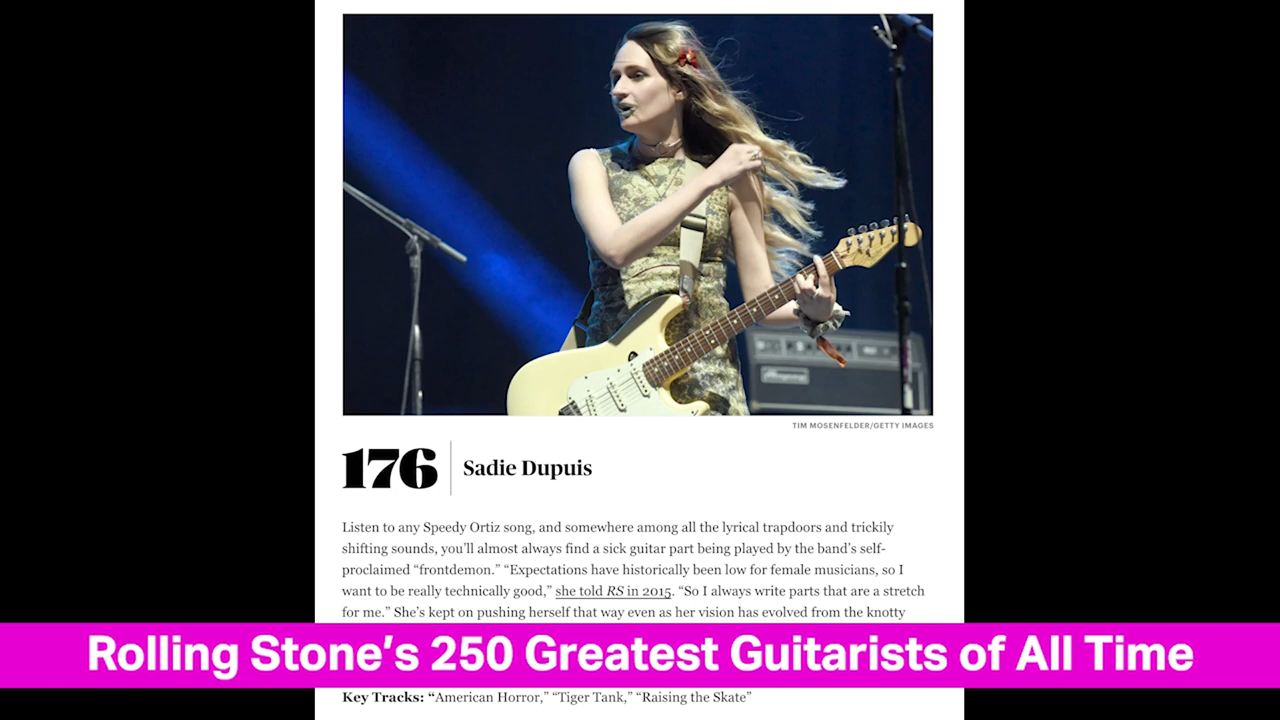 Ampeg
TIM MOSENFELDER/GETTY IMAGES
176
Sadie Dupuis
Listen to any Speedy Ortiz song, and somewhere among all the lyrical trapdoors and trickily
shifting sounds, you’ll almost always find a sick guitar part being played by the band’s self-
proclaimed “frontdemon.” “Expectations have historically been low for female musicians, so I
want to be really technically good,” she told RS in 2015. “So I always write parts that are a stretch
for me.” She’s kept on pushing herself that way even as her vision has evolved from the knotty
Rolling Stone’s 250 Greatest Guitarists of All Time
Key Tracks: “American Horror,” “Tiger Tank,” “Raising the Skate”